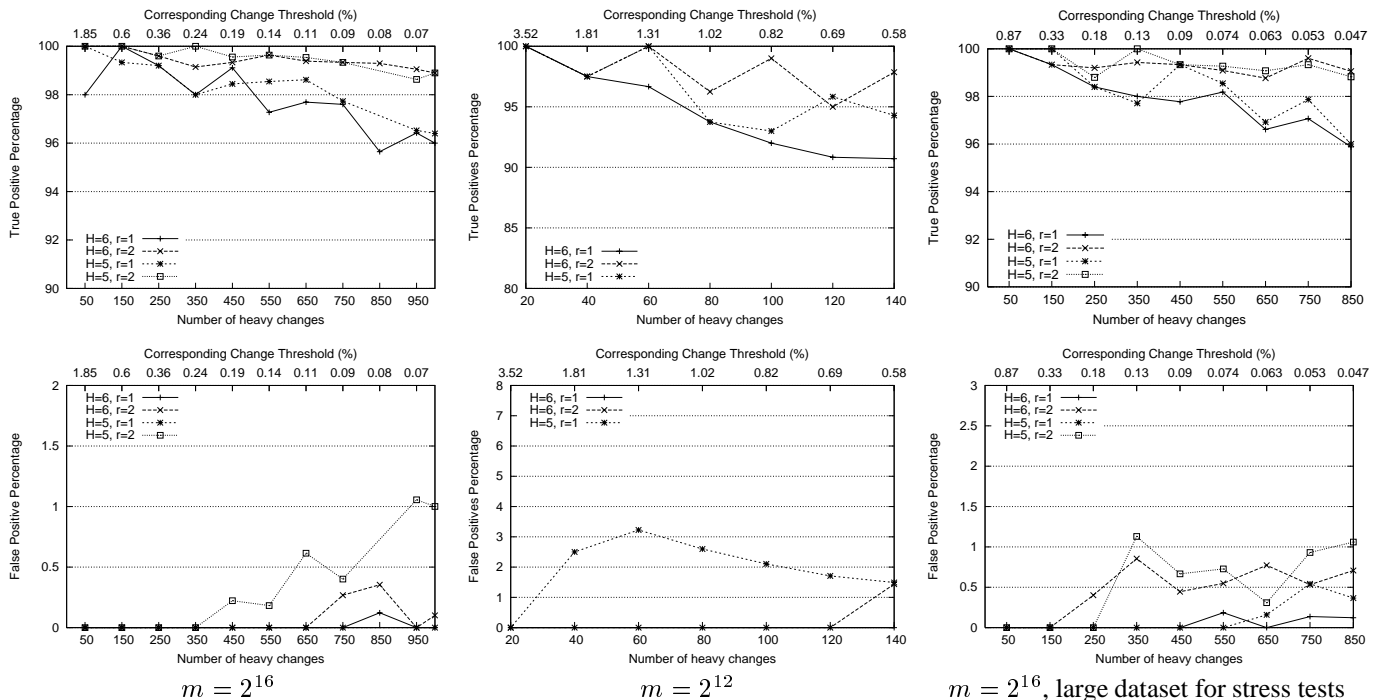 Corresponding Change Threshold (%)
1.85 0.6 0.36 0.24 0.19 0.14 0.11 0.09 0.08 0.07
100
98
96
94
92
90
True Positive Percentage
H=6, r=1
H=6, r=2
H=5, r=1
H=5, r=2
50 150 250 350 450 550 650 750 850 950
Number of heavy changes
Corresponding Change Threshold (%)
3.52 1.81 1.31 1.02 0.82 0.69 0.58
100
95
90
85
80
True Positives Percentage
H=6, r=1
H=6, r=2
H=5, r=1
20 40 60 80 100 120 140
Number of heavy changes
Corresponding Change Threshold (%)
0.87 0.33 0.18 0.13 0.09 0.074 0.063 0.053 0.047
100
98
96
94
92
90
True Positives Percentage
H=6, r=1
H=6, r=2
H=5, r=1
H=5, r=2
50 150 250 350 450 550 650 750 850
Number of heavy changes
Corresponding Change Threshold (%)
1.85 0.6 0.36 0.24 0.19 0.14 0.11 0.09 0.08 0.07
2
1.5
1
0.5
0
False Positive Percentage
H=6, r=1
H=6, r=2
H=5, r=1
H=5, r=2
50 150 250 350 450 550 650 750 850 950
Number of heavy changes
m = 2^16
Corresponding Change Threshold (%)
3.52 1.81 1.31 1.02 0.82 0.69 0.58
8
7
6
5
4
3
2
1
0
False Positives Percentage
H=6, r=1
H=6, r=2
H=5, r=1
20 40 60 80 100 120 140
Number of heavy changes
m = 2^12
Corresponding Change Threshold (%)
0.87 0.33 0.18 0.13 0.09 0.074 0.063 0.053 0.047
3
2.5
2
1.5
1
0.5
0
False Positive Percentage
H=6, r=1
H=6, r=2
H=5, r=1
H=5, r=2
50 150 250 350 450 550 650 750 850
Number of heavy changes
m = 2^16, large dataset for stress tests